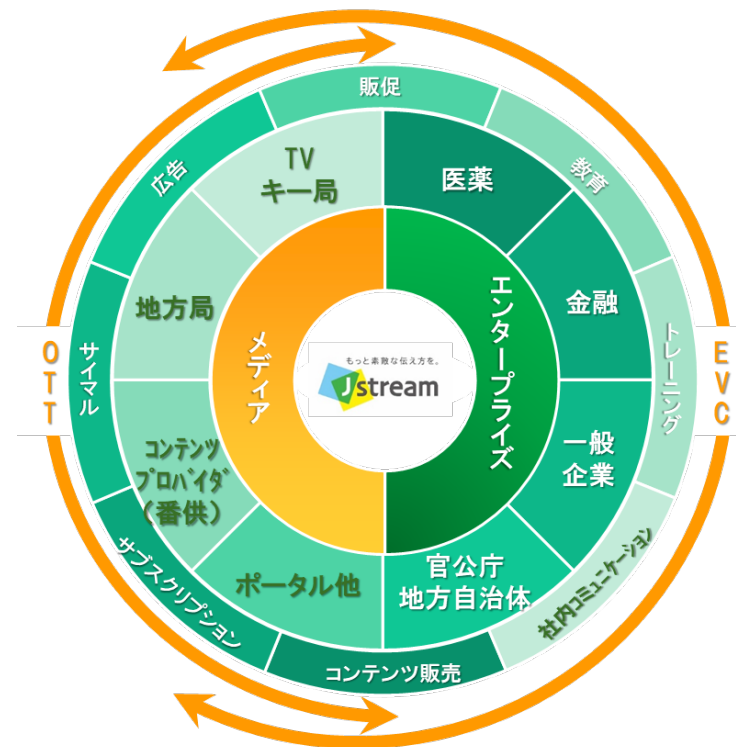 販促
広告
教育
TV
キー局
医薬
地方局
金融
メディア
エンタープライズ
もっと素敵な伝え方を。
Jstream
OTT
サイマル
トレーニング
EVC
コンテンツ
プロバイダ
（番供）
一般
企業
サブスクリプション
ポータル他
官公庁
地方自治体
社内コミュニケーション
コンテンツ販売